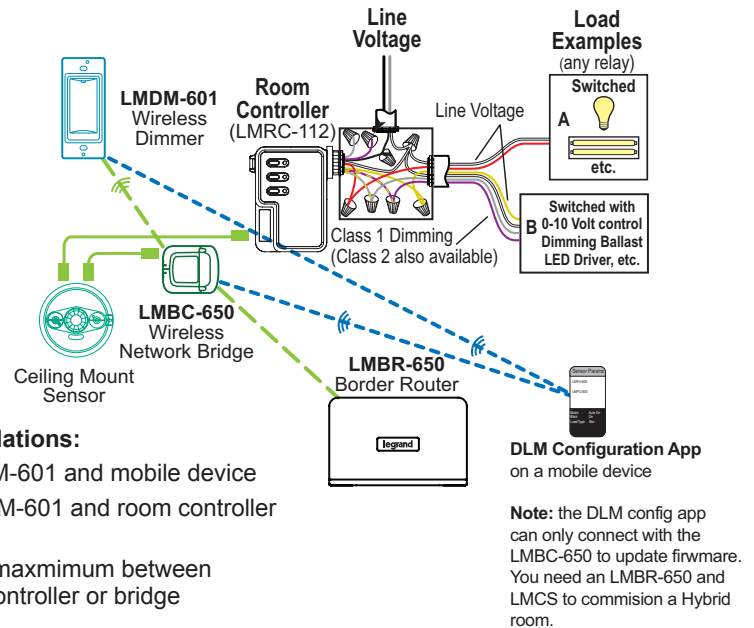 Line
Voltage
Load
Examples
(any relay)
Switched
A
etc.
LMDM-601
Wireless
Dimmer
Room
Controller
(LMRC-112)
Line Voltage
Switched with
0-10 Volt control
B
Dimming Ballast
LED Driver, etc.
Class 1 Dimming
(Class 2 also available)
LMBC-650
Wireless
Network Bridge
Ceiling Mount
Sensor
LMBR-650
Border Router
legrand
Sensor Params
DLM Configuration App
on a mobile device
Note: the DLM config app
can only connect with the
LMBC-650 to update firwmare.
You need an LMBR-650 and
LMCS to commision a Hybrid
room.
lations:
M-601 and mobile device
M-601 and room controller
maxmimum between
ontroller or bridge